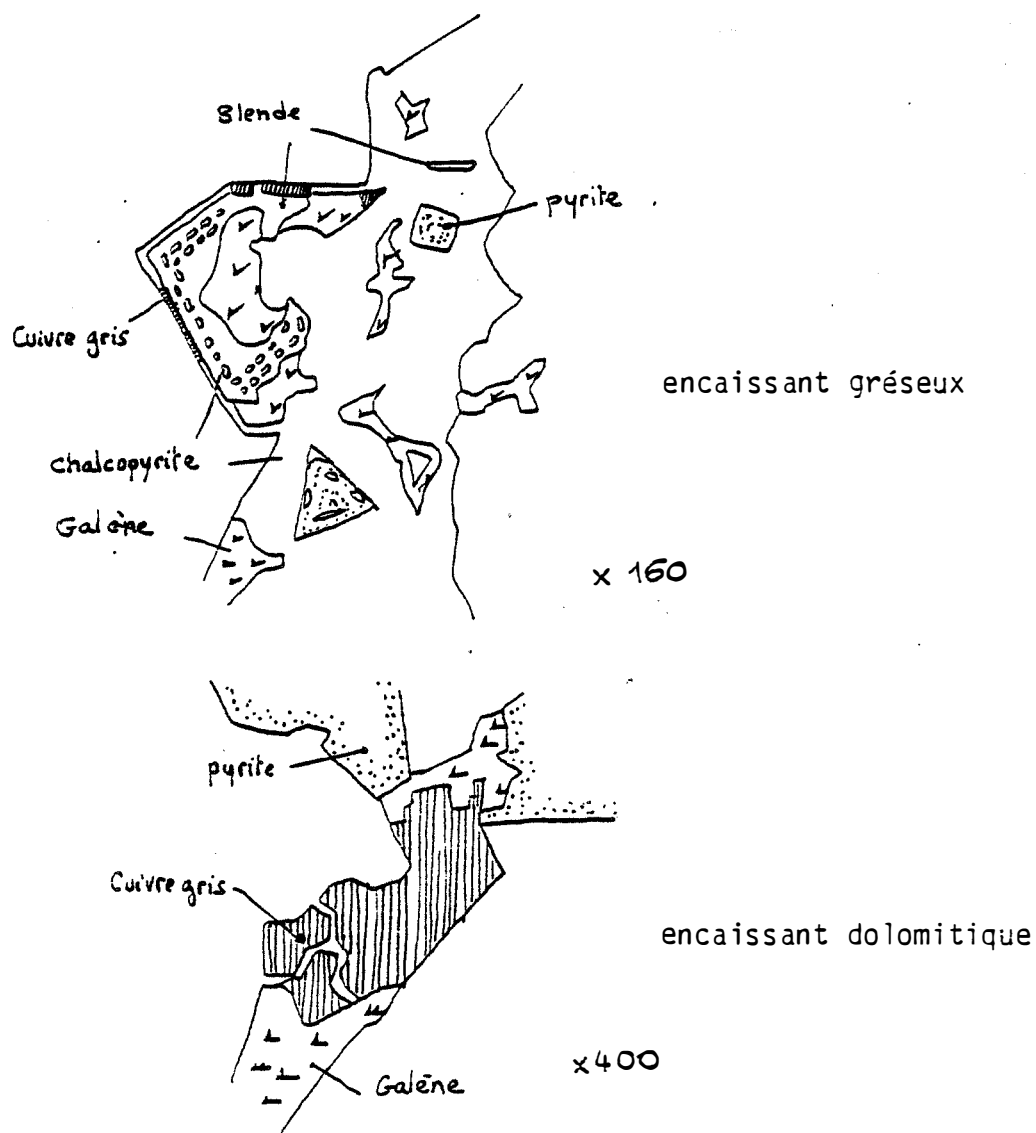 Blende
pyrite
Cuivre gris
encaissant gréseux
chalcopyrite
Galène
x 160
pyrite
Cuivre gris
encaissant dolomitique
x400
Galène